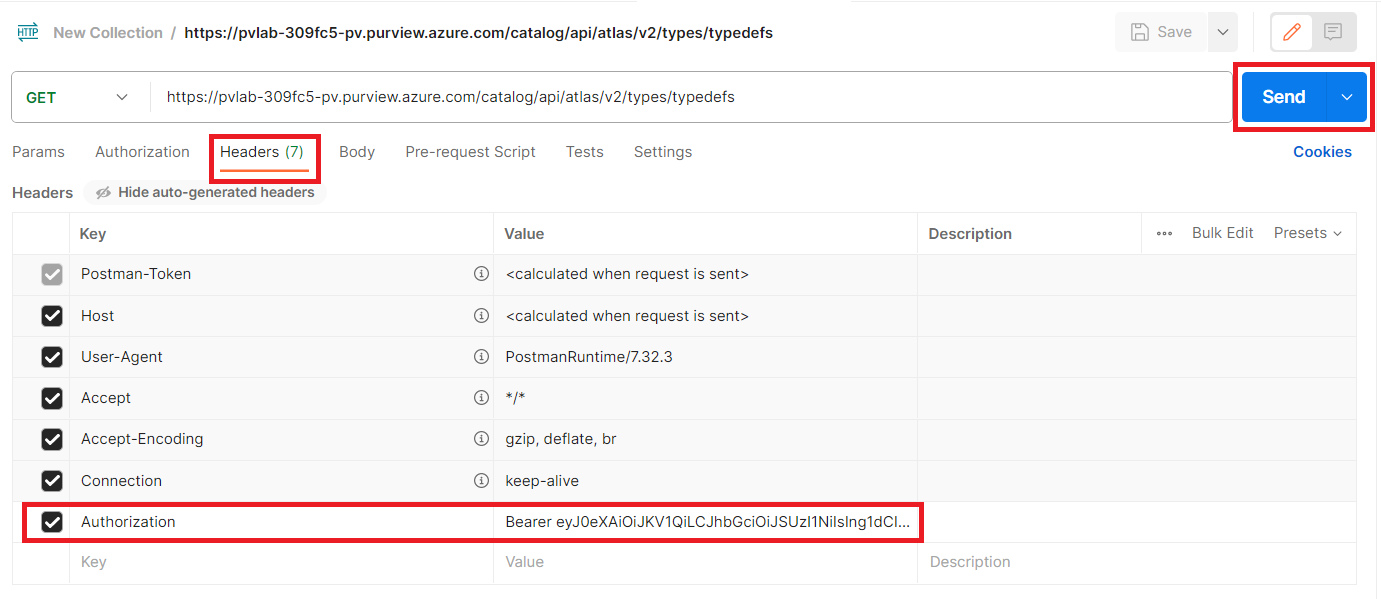 HTTP New Collection / https://pvlab-309fc5-pv.purview.azure.com/catalog/api/atlas/v2/types/typedefs Save
GET https://pvlab-309fc5-pv.purview.azure.com/catalog/api/atlas/v2/types/typedefs Send
Params Authorization Headers (7) Body Pre-request Script Tests Settings Cookies
Headers Hide auto-generated headers
Key Value Description Bulk Edit Presets
Postman-Token <calculated when request is sent>
Host <calculated when request is sent>
User-Agent PostmanRuntime/7.32.3
Accept */*
Accept-Encoding gzip, deflate, br
Connection keep-alive
Authorization Bearer eyJ0eXAiOiJKV1QiLCJhbGciOiJSUzI1NiIsIng1dCI...
Key Value Description